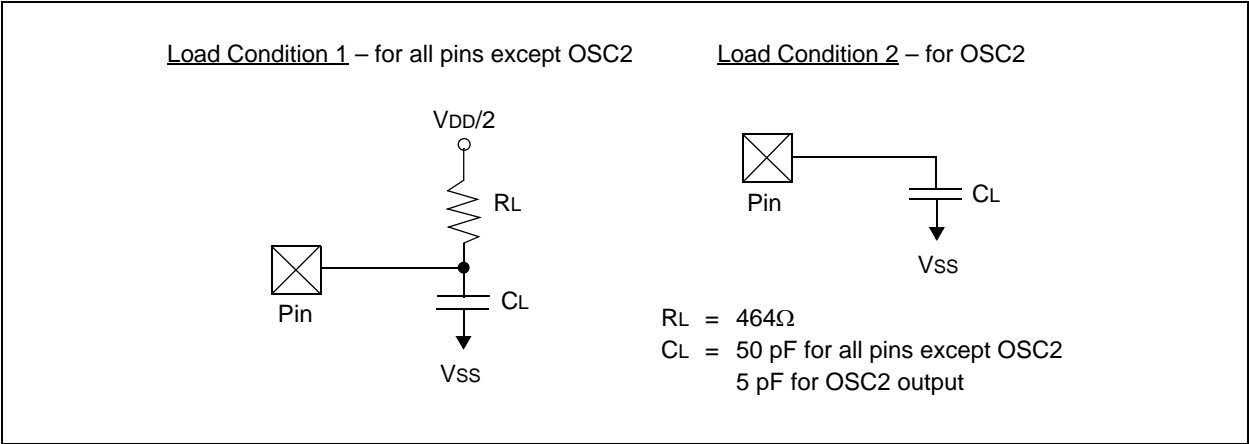 Load Condition 1 – for all pins except OSC2
VDD/2
RL
Pin
CL
VSS
Load Condition 2 – for OSC2
Pin
CL
VSS
RL = 464Ω
CL = 50 pF for all pins except OSC2
5 pF for OSC2 output